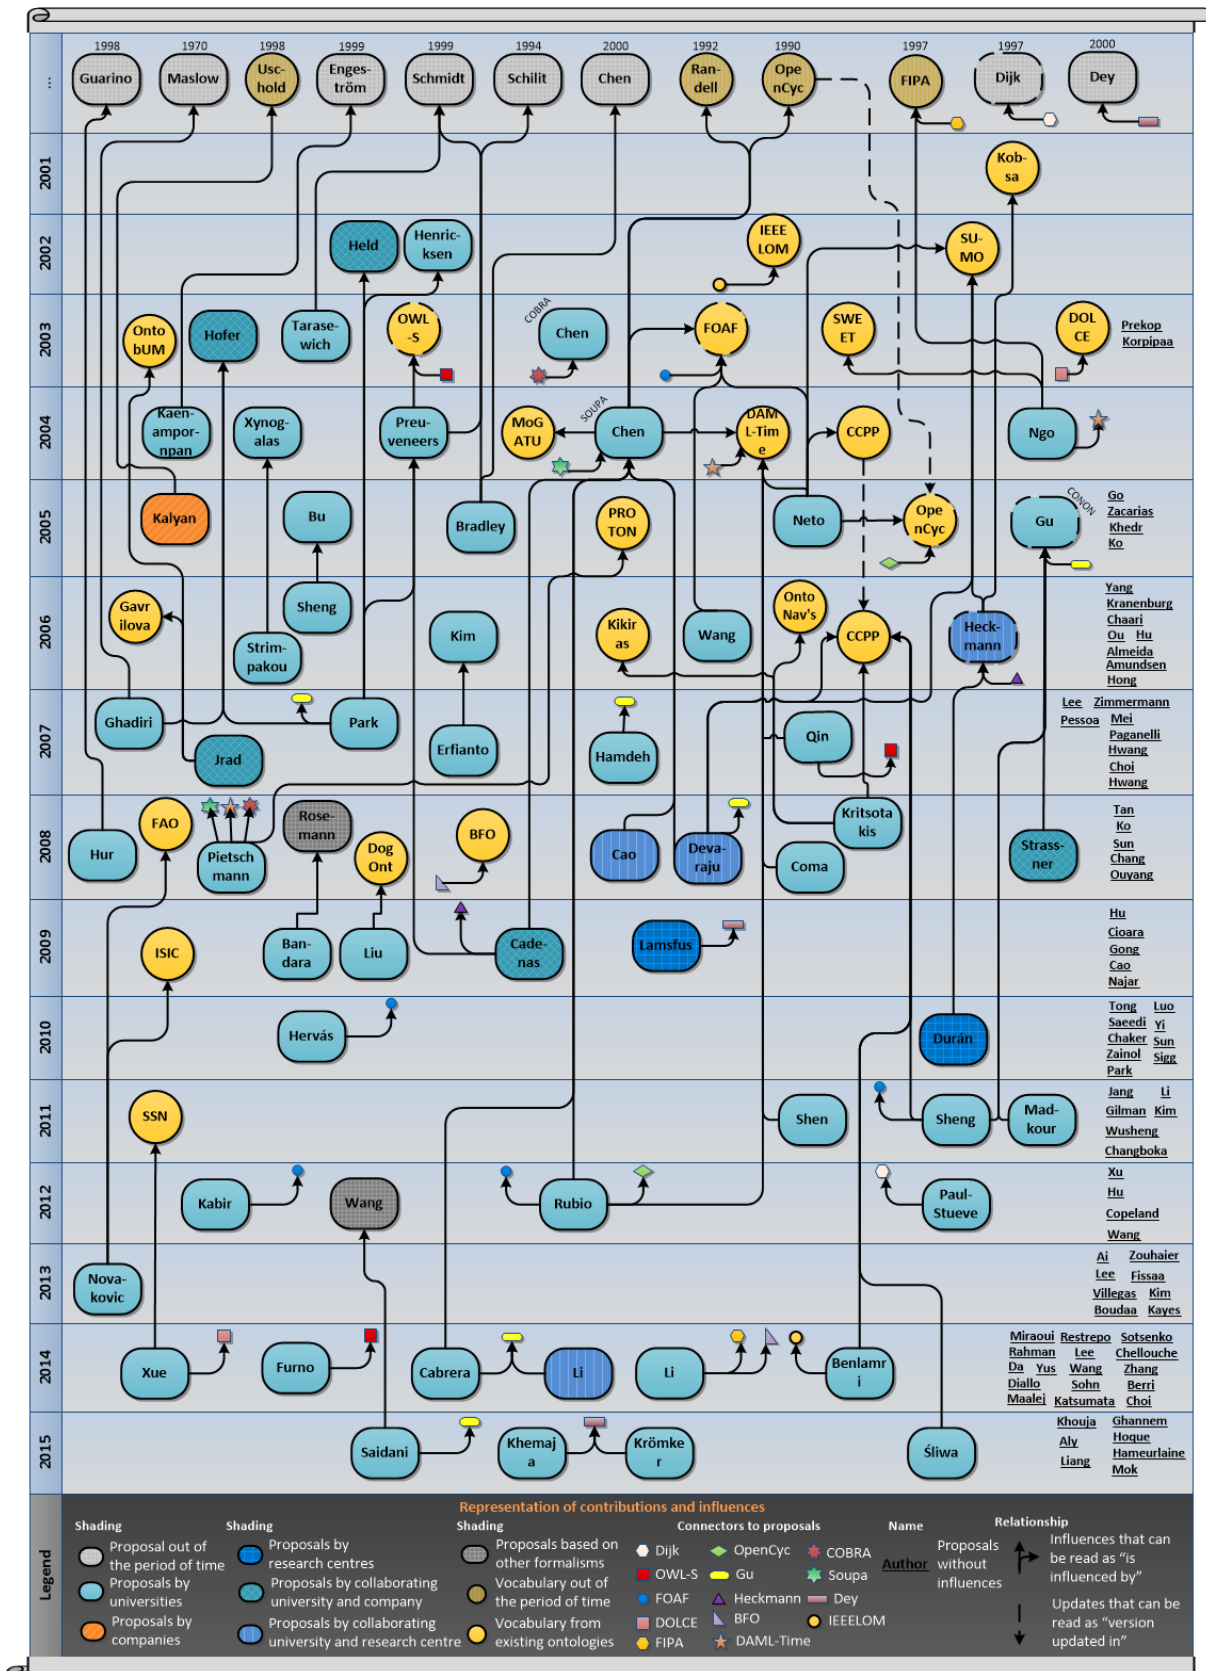 1998 1970 1998 1999 1999 1994 2000 1992 1990 1997 1997 2000
...
Guarino
Maslow
Usc-
hold
Enges-
tröm
Schmidt
Schilit
Chen
Ran-
dell
Ope
nCyc
FIPA
Dijk
Dey
2001
Kob-
sa
2002
Held
Henric-
ksen
IEEE
LOM
SU-
MO
2003
Onto
bUM
Hofer
Tarase-
wich
OWL
-S
COBRA
Chen
FOAF
SWE
ET
DOL
CE
Prekop
Korpipaa
2004
Kaen-
ampor-
npan
Xynog-
alas
Preu-
veneers
MoG
ATU
SOUPA
Chen
DAM
L-Tim
e
CCPP
Ngo
2005
Kalyan
Bu
Bradley
PRO
TON
Neto
Ope
nCyc
Gu
CONON
Go
Zacarias
Khedr
Ko
2006
Gavr
ilova
Strim-
pakou
Sheng
Kim
Kikir
as
Wang
Onto
Nav's
CCPP
Heck-
mann
Yang
Kranenburg
Chaari
Ou Hu
Almeida
Amundsen
Hong
2007
Ghadiri
Jrad
Park
Erfianto
Hamdeh
Qin
Lee Zimmermann
Pessoa Mei
Paganelli
Hwang
Choi
Hwang
2008
Hur
FAO
Pietsch
mann
Rose-
mann
Dog
Ont
BFO
Cao
Deva-
raju
Coma
Kritsota
kis
Strass-
ner
Tan
Ko
Sun
Chang
Ouyang
2009
ISIC
Ban-
dara
Liu
Cade-
nas
Lamsfus
Hu
Cioara
Gong
Cao
Najar
2010
Hervás
Durán
Tong Luo
Saeedi Yi
Chaker Sun
Zainol Sigg
Park
2011
SSN
Shen
Sheng
Mad-
kour
Jang Li
Gilman Kim
Wusheng
Changboka
2012
Kabir
Wang
Rubio
Paul-
Stueve
Xu
Hu
Copeland
Wang
2013
Nova-
kovic
Ai Zouhaier
Lee Fissaa
Villegas Kim
Boudaa Kayes
2014
Xue
Furno
Cabrera
Li
Li
Benlamr
i
Miraoui Restrepo Sotsenko
Rahman Lee Chellouche
Da Yus Wang Zhang
Diallo Sohn Berri
Maalej Katsumata Choi
2015
Saidani
Khemaj
a
Krömke
r
Śliwa
Khouja Ghannem
Aly Hoque
Liang Hameurlaine
Mok
Legend
Representation of contributions and influences
Shading
Proposal out of
the period of time
Proposals by
universities
Proposals by
companies
Shading
Proposals by
research centres
Proposals by collaborating
university and company
Proposals by collaborating
university and research centre
Shading
Proposals based on
other formalisms
Vocabulary out of
the period of time
Vocabulary from
existing ontologies
Connectors to proposals
Dijk OpenCyc COBRA
OWL-S Gu Soupa
FOAF Heckmann Dey
DOLCE BFO IEEELOM
FIPA DAML-Time
Name
Author
Proposals
without
influences
Relationship
Influences that can
be read as “is
influenced by”
Updates that can be
read as “version
updated in”